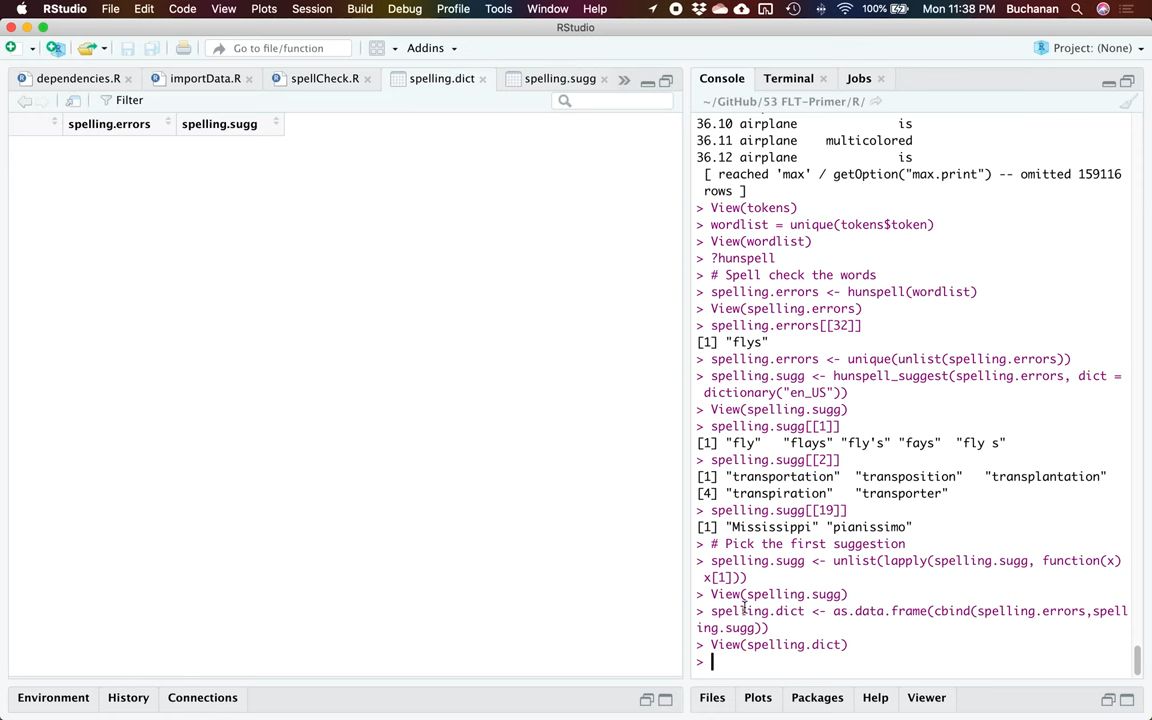 RStudio File Edit Code View Plots Session Build Debug Profile Tools Window Help 100% Mon 11:38 PM Buchanan
RStudio
Go to file/function Addins Project: (None)
dependencies.R importData.R spellCheck.R spelling.dict spelling.sugg
Filter
spelling.errors spelling.sugg
Console Terminal Jobs
~/GitHub/53 FLT-Primer/R/
36.10 airplane is
36.11 airplane multicolored
36.12 airplane is
[ reached 'max' / getOption("max.print") -- omitted 159116
rows ]
> View(tokens)
> wordlist = unique(tokens$token)
> View(wordlist)
> ?hunspell
> # Spell check the words
> spelling.errors <- hunspell(wordlist)
> View(spelling.errors)
> spelling.errors[[32]]
[1] "flys"
> spelling.errors <- unique(unlist(spelling.errors))
> spelling.sugg <- hunspell_suggest(spelling.errors, dict =
dictionary("en_US"))
> View(spelling.sugg)
> spelling.sugg[[1]]
[1] "fly" "flays" "fly's" "fays" "fly s"
> spelling.sugg[[2]]
[1] "transportation" "transposition" "transplantation"
[4] "transpiration" "transporter"
> spelling.sugg[[19]]
[1] "Mississippi" "pianissimo"
> # Pick the first suggestion
> spelling.sugg <- unlist(lapply(spelling.sugg, function(x)
x[1]))
> View(spelling.sugg)
> spelling.dict <- as.data.frame(cbind(spelling.errors,spell
ing.sugg))
> View(spelling.dict)
>
Environment History Connections
Files Plots Packages Help Viewer